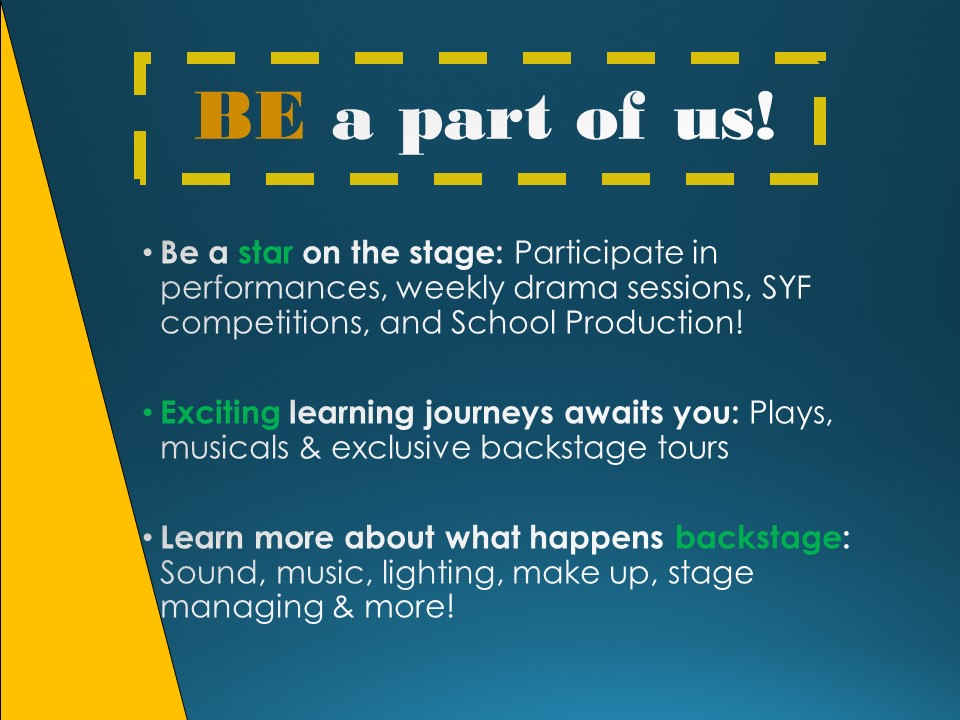 BE a part of us!
• Be a star on the stage: Participate in
performances, weekly drama sessions, SYF
competitions, and School Production!
• Exciting learning journeys awaits you: Plays,
musicals & exclusive backstage tours
• Learn more about what happens backstage:
Sound, music, lighting, make up, stage
managing & more!